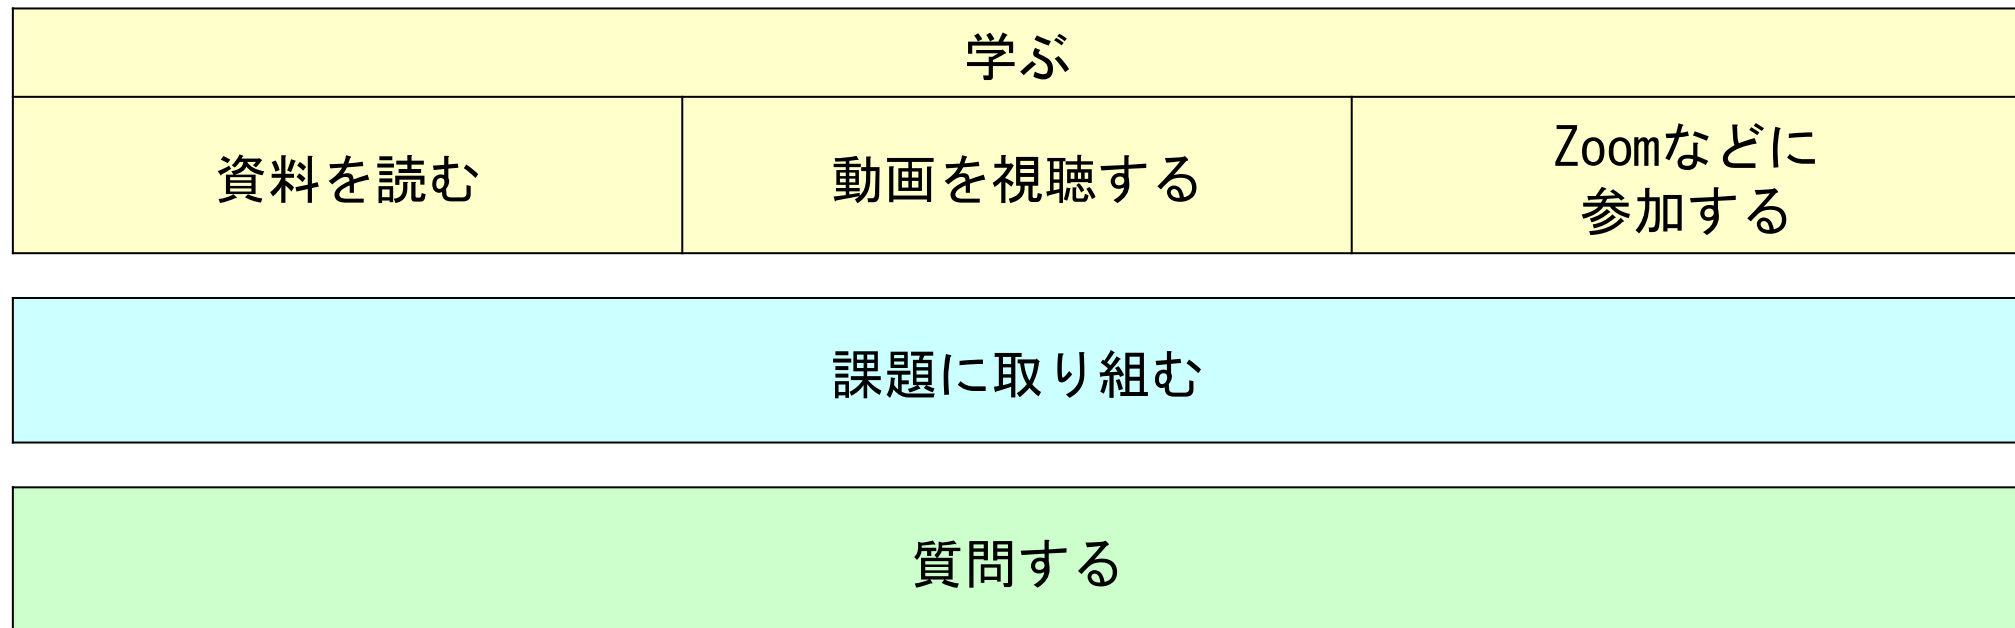 学ぶ
資料を読む
動画を視聴する
Zoomなどに
参加する
課題に取り組む
質問する